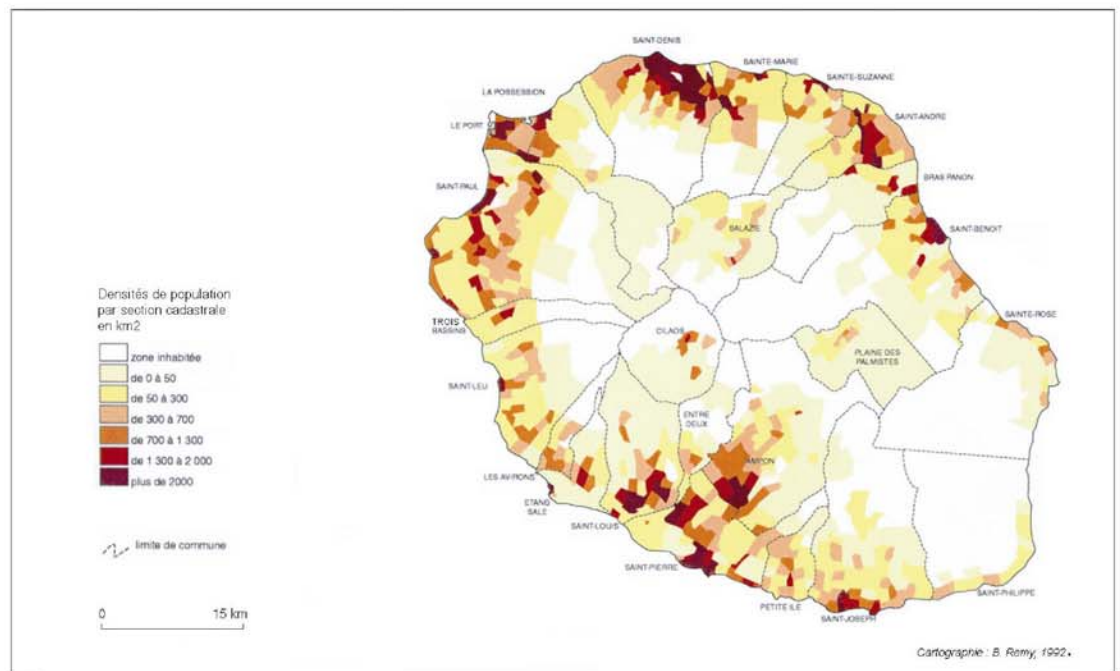 SAINT-DENIS
SAINTE-MARIE
SAINTE-SUZANNE
LA POSSESSION
LE PORT
SAINT-ANDRE
BRAS PANON
SAINT-PAUL
SALAZIE
SAINT-BENOIT
Densités de population
par section cadastrale
en km2
zone inhabitée
de 0 à 50
de 50 à 300
de 300 à 700
de 700 à 1 300
de 1 300 à 2 000
plus de 2000
limite de commune
0 15 km
TROIS
BASSINS
CILAOS
SAINTE-ROSE
PLAINE DES
PALMISTES
SAINT-LEU
ENTRE
DEUX
AMPON
LES AVIRONS
ETANG
SALE
SAINT-LOUIS
SAINT-PIERRE
PETITE ILE
SAINT-JOSEPH
SAINT-PHILIPPE
Cartographie : B. Remy, 1992.